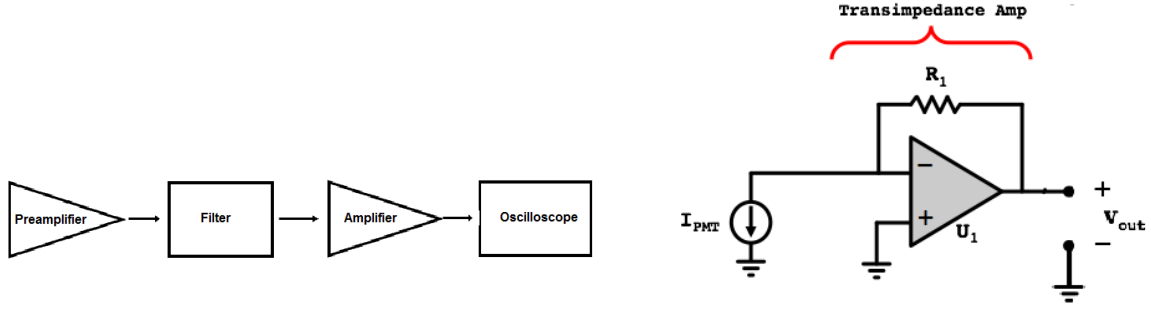 Preamplifier
Filter
Amplifier
Oscilloscope
Transimpedance Amp
R1
−
+
U1
IPMT
+
Vout
−